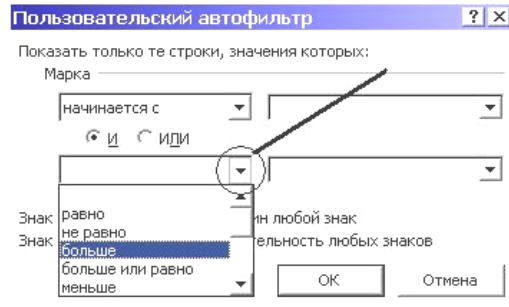 Пользовательский автофильтр
Показать только те строки, значения которых:
Марка
начинается с
И ИЛИ
равно
не равно
больше
больше или равно
меньше
Знак ин любой знак
Знак тельность любых знаков
ОК Отмена